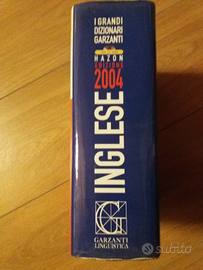 I GRANDI
DIZIONARI
GARZANTI
HAZON
EDIZIONE
2004
INGLESE
GARZANTI
LINGUISTICA
subito